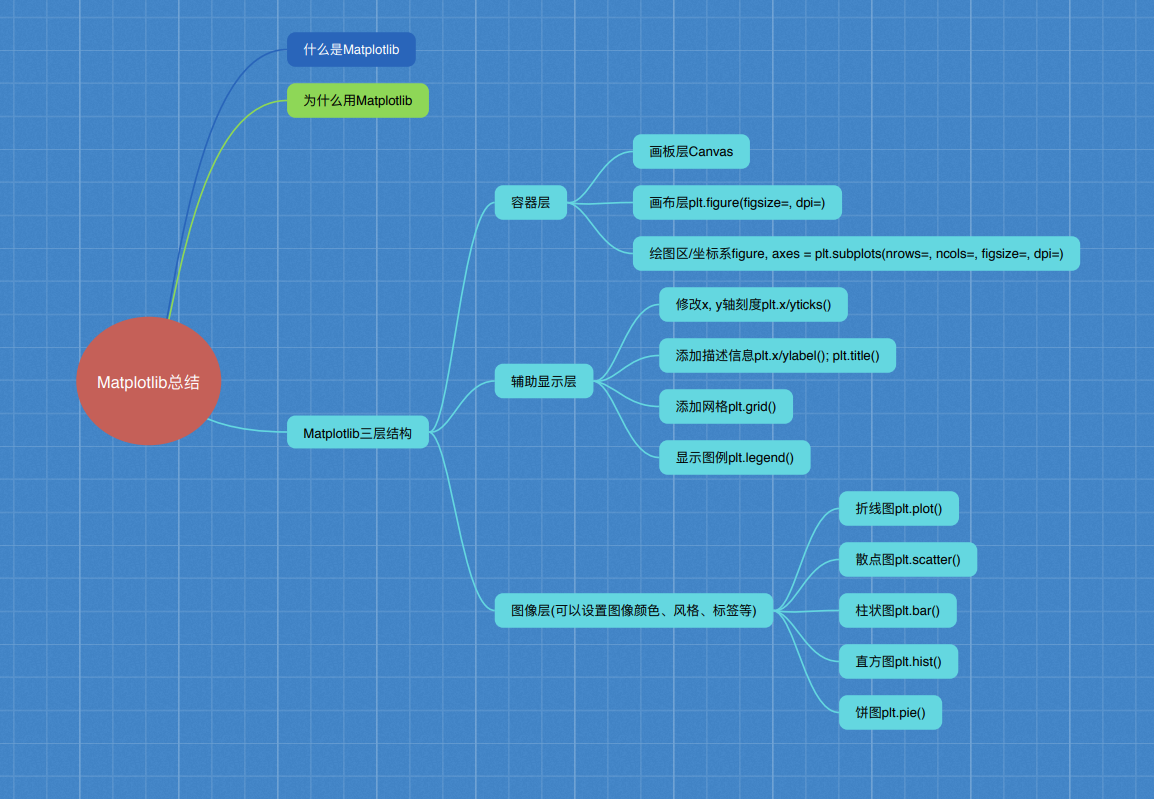 什么是Matplotlib
为什么用Matplotlib
画板层Canvas
容器层
画布层plt.figure(figsize=, dpi=)
绘图区/坐标系figure, axes = plt.subplots(nrows=, ncols=, figsize=, dpi=)
修改x, y轴刻度plt.x/yticks()
添加描述信息plt.x/ylabel(); plt.title()
Matplotlib总结
辅助显示层
添加网格plt.grid()
Matplotlib三层结构
显示图例plt.legend()
折线图plt.plot()
散点图plt.scatter()
图像层(可以设置图像颜色、风格、标签等)
柱状图plt.bar()
直方图plt.hist()
饼图plt.pie()